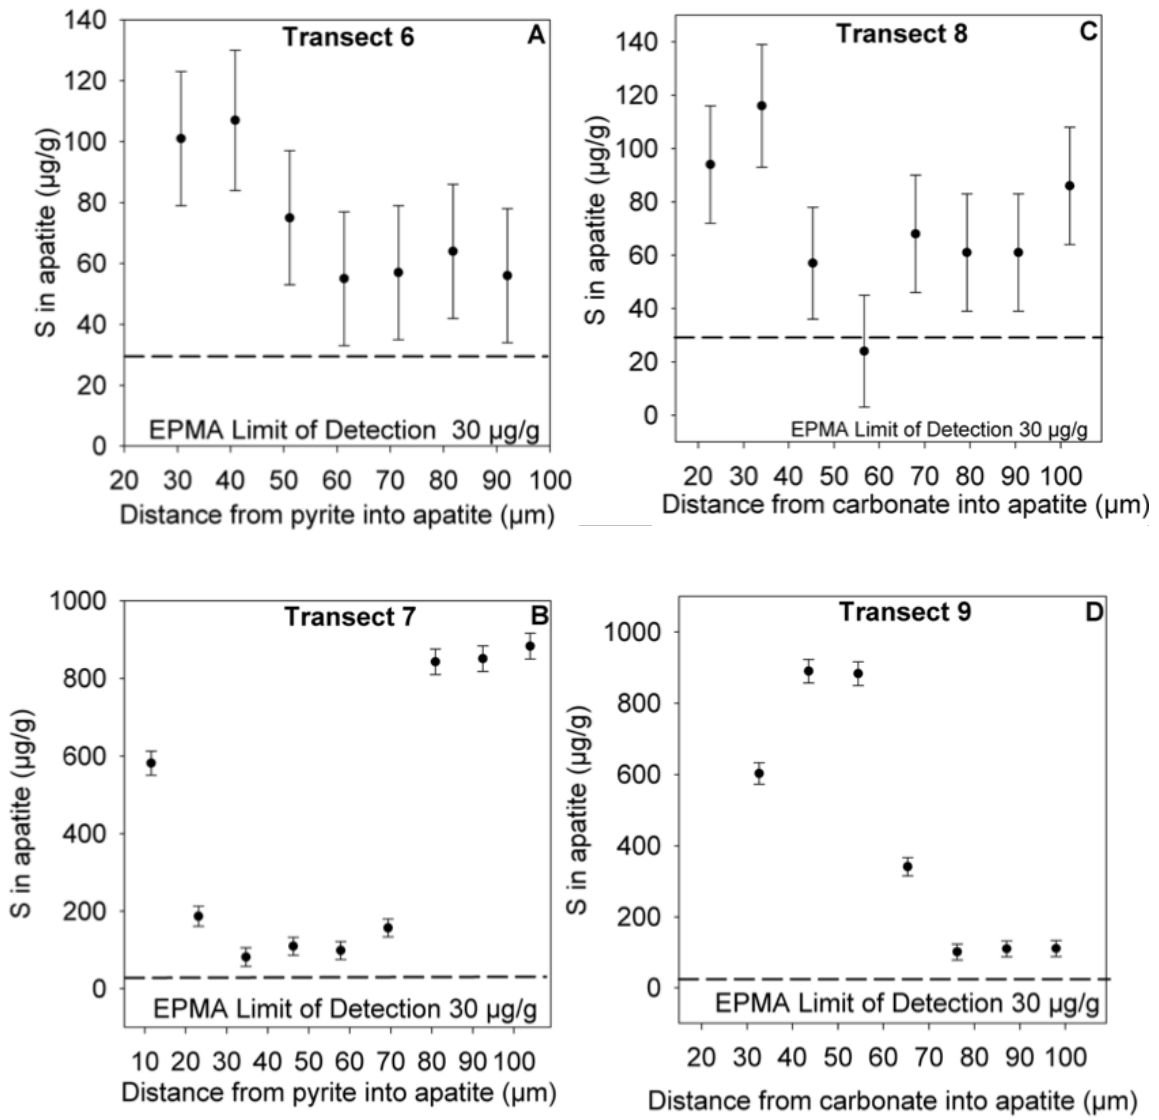 Transect 6
A
S in apatite (µg/g)
140
120
100
80
60
40
20
0
EPMA Limit of Detection 30 µg/g
20 30 40 50 60 70 80 90 100
Distance from pyrite into apatite (µm)
Transect 8
C
S in apatite (µg/g)
140
120
100
80
60
40
20
0
EPMA Limit of Detection 30 µg/g
20 30 40 50 60 70 80 90 100
Distance from carbonate into apatite (µm)
Transect 7
B
S in apatite (µg/g)
1000
800
600
400
200
0
EPMA Limit of Detection 30 µg/g
10 20 30 40 50 60 70 80 90 100
Distance from pyrite into apatite (µm)
Transect 9
D
S in apatite (µg/g)
1000
800
600
400
200
0
EPMA Limit of Detection 30 µg/g
20 30 40 50 60 70 80 90 100
Distance from carbonate into apatite (µm)